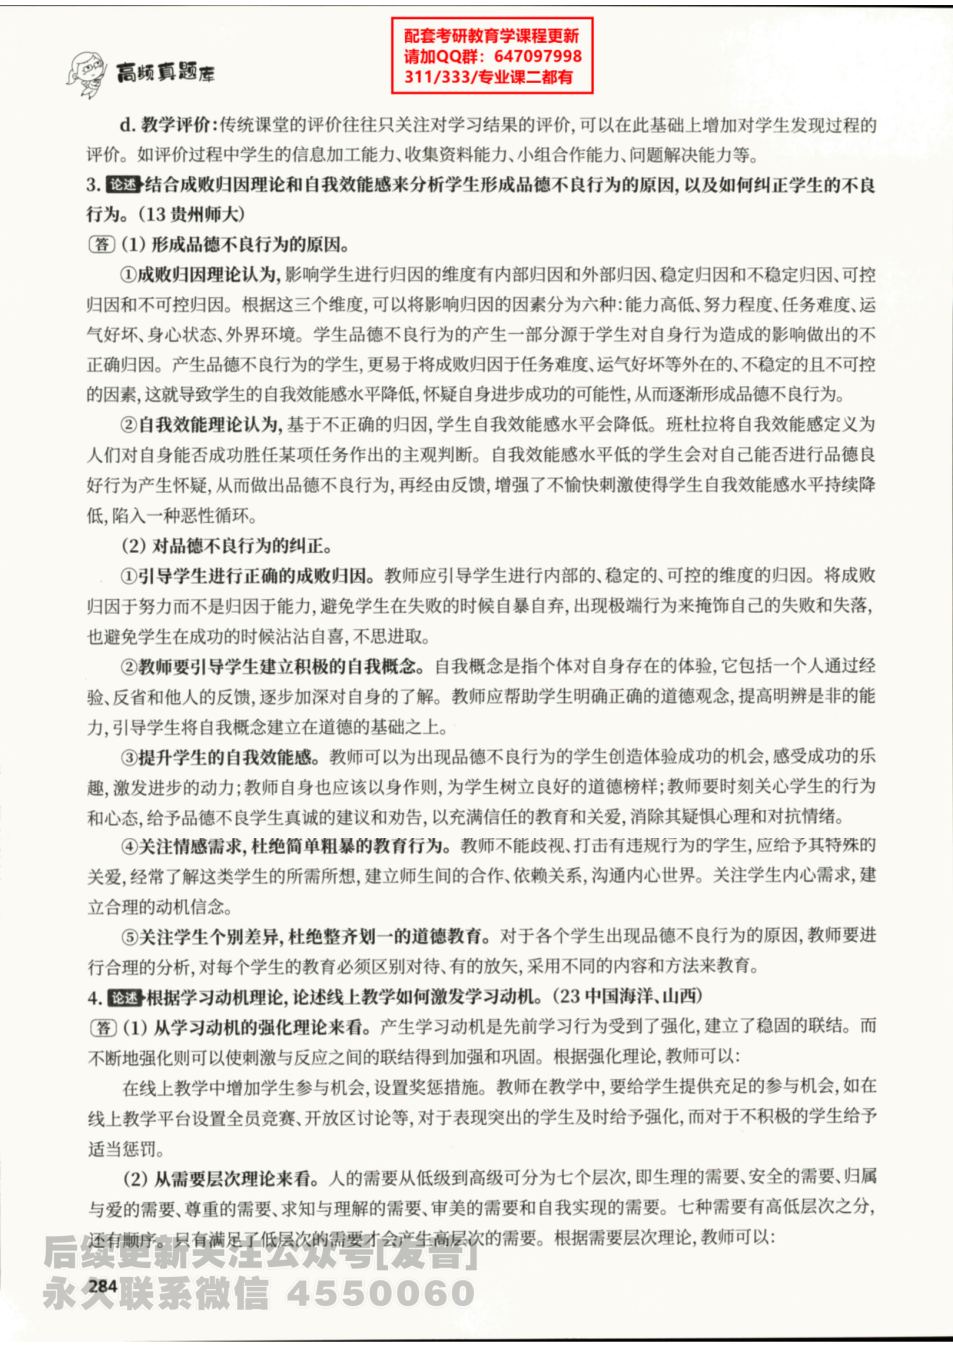 配套考研教育学课程更新
请加QQ群：647097998
311/333/专业课二都有
高频真题库
d. 教学评价:传统课堂的评价往往只关注对学习结果的评价,可以在此基础上增加对学生发现过程的
评价。如评价过程中学生的信息加工能力、收集资料能力、小组合作能力、问题解决能力等。
3. 论述 结合成败归因理论和自我效能感来分析学生形成品德不良行为的原因,以及如何纠正学生的不良
行为。(13 贵州师大)
答 (1) 形成品德不良行为的原因。
①成败归因理论认为,影响学生进行归因的维度有内部归因和外部归因、稳定归因和不稳定归因、可控
归因和不可控归因。根据这三个维度,可以将影响归因的因素分为六种:能力高低、努力程度、任务难度、运
气好坏、身心状态、外界环境。学生品德不良行为的产生一部分源于学生对自身行为造成的影响做出的不
正确归因。产生品德不良行为的学生,更易于将成败归因于任务难度、运气好坏等外在的、不稳定的且不可控
的因素,这就导致学生的自我效能感水平降低,怀疑自身进步成功的可能性,从而逐渐形成品德不良行为。
②自我效能理论认为,基于不正确的归因,学生自我效能感水平会降低。班杜拉将自我效能感定义为
人们对自身能否成功胜任某项任务作出的主观判断。自我效能感水平低的学生会对自己能否进行品德良
好行为产生怀疑,从而做出品德不良行为,再经由反馈,增强了不愉快刺激使得学生自我效能感水平持续降
低,陷入一种恶性循环。
(2) 对品德不良行为的纠正。
①引导学生进行正确的成败归因。教师应引导学生进行内部的、稳定的、可控的维度的归因。将成败
归因于努力而不是归因于能力,避免学生在失败的时候自暴自弃,出现极端行为来掩饰自己的失败和失落,
也避免学生在成功的时候沾沾自喜,不思进取。
②教师要引导学生建立积极的自我概念。自我概念是指个体对自身存在的体验,它包括一个人通过经
验、反省和他人的反馈,逐步加深对自身的了解。教师应帮助学生明确正确的道德观念,提高明辨是非的能
力,引导学生将自我概念建立在道德的基础之上。
③提升学生的自我效能感。教师可以为出现品德不良行为的学生创造体验成功的机会,感受成功的乐
趣,激发进步的动力;教师自身也应该以身作则,为学生树立良好的道德榜样;教师要时刻关心学生的行为
和心态,给予品德不良学生真诚的建议和劝告,以充满信任的教育和关爱,消除其疑惧心理和对抗情绪。
④关注情感需求,杜绝简单粗暴的教育行为。教师不能歧视、打击有违规行为的学生,应给予其特殊的
关爱,经常了解这类学生的所需所想,建立师生间的合作、依赖关系,沟通内心世界。关注学生内心需求,建
立合理的动机信念。
⑤关注学生个别差异,杜绝整齐划一的道德教育。对于各个学生出现品德不良行为的原因,教师要进
行合理的分析,对每个学生的教育必须区别对待、有的放矢,采用不同的内容和方法来教育。
4. 论述 根据学习动机理论,论述线上教学如何激发学习动机。(23 中国海洋、山西)
答 (1) 从学习动机的强化理论来看。产生学习动机是先前学习行为受到了强化,建立了稳固的联结。而
不断地强化则可以使刺激与反应之间的联结得到加强和巩固。根据强化理论,教师可以:
在线上教学中增加学生参与机会,设置奖惩措施。教师在教学中,要给学生提供充足的参与机会,如在
线上教学平台设置全员竞赛、开放区讨论等,对于表现突出的学生及时给予强化,而对于不积极的学生给予
适当惩罚。
(2) 从需要层次理论来看。人的需要从低级到高级可分为七个层次,即生理的需要、安全的需要、归属
与爱的需要、尊重的需要、求知与理解的需要、审美的需要和自我实现的需要。七种需要有高低层次之分,
还有顺序。只有满足了低层次的需要才会产生高层次的需要。根据需要层次理论,教师可以:
后续更新关注公众号[发普]
284
永久联系微信 4550060